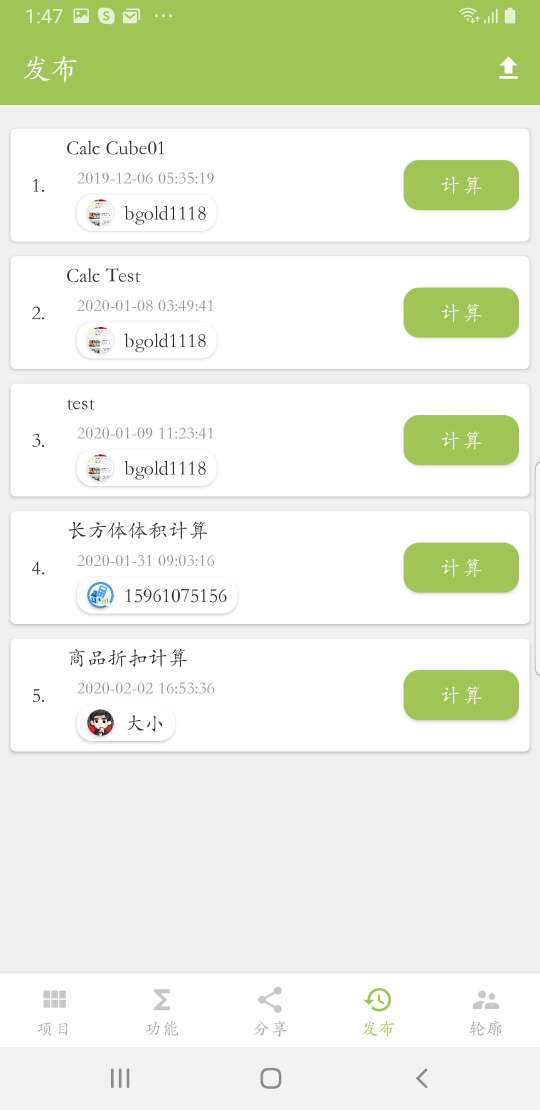 1:47
发布
Calc Cube01
1.
2019-12-06 05:35:19
bgold1118
计算
Calc Test
2.
2020-01-08 03:49:41
bgold1118
计算
test
3.
2020-01-09 11:23:41
bgold1118
计算
长方体体积计算
4.
2020-01-31 09:03:16
15961075156
计算
商品折扣计算
5.
2020-02-02 16:53:36
大小
计算
项目
功能
分享
发布
轮廓